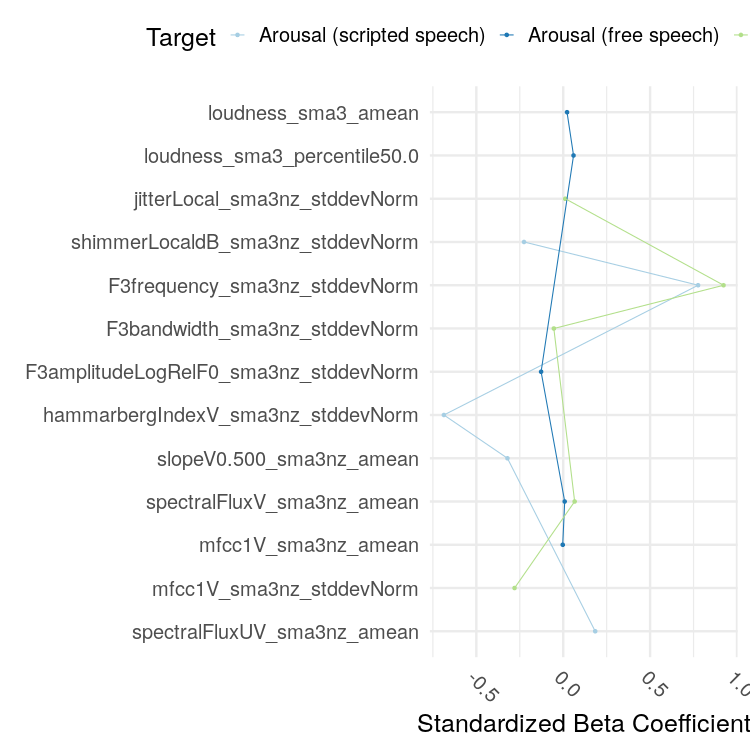 Target Arousal (scripted speech) Arousal (free speech)
loudness_sma3_amean
loudness_sma3_percentile50.0
jitterLocal_sma3nz_stddevNorm
shimmerLocaldB_sma3nz_stddevNorm
F3frequency_sma3nz_stddevNorm
F3bandwidth_sma3nz_stddevNorm
F3amplitudeLogRelF0_sma3nz_stddevNorm
hammarbergIndexV_sma3nz_stddevNorm
slopeV0.500_sma3nz_amean
spectralFluxV_sma3nz_amean
mfcc1V_sma3nz_amean
mfcc1V_sma3nz_stddevNorm
spectralFluxUV_sma3nz_amean
-0.5 0.0 0.5 1.0
Standardized Beta Coefficient